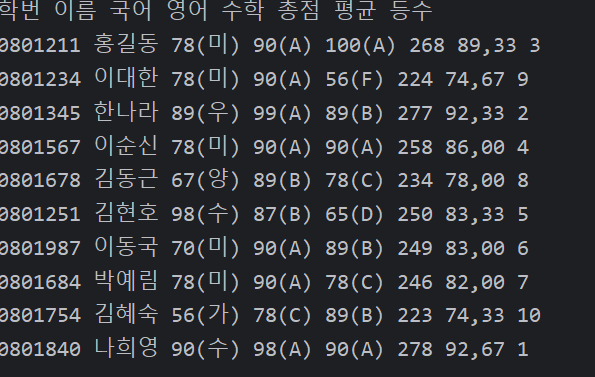 학번 이름 국어 영어 수학 총점 평균 등수
0801211 홍길동 78(미) 90(A) 100(A) 268 89,33 3
0801234 이대한 78(미) 90(A) 56(F) 224 74,67 9
0801345 한나라 89(우) 99(A) 89(B) 277 92,33 2
0801567 이순신 78(미) 90(A) 90(A) 258 86,00 4
0801678 김동근 67(양) 89(B) 78(C) 234 78,00 8
0801251 김현호 98(수) 87(B) 65(D) 250 83,33 5
0801987 이동국 70(미) 90(A) 89(B) 249 83,00 6
0801684 박예림 78(미) 90(A) 78(C) 246 82,00 7
0801754 김혜숙 56(가) 78(C) 89(B) 223 74,33 10
0801840 나희영 90(수) 98(A) 90(A) 278 92,67 1